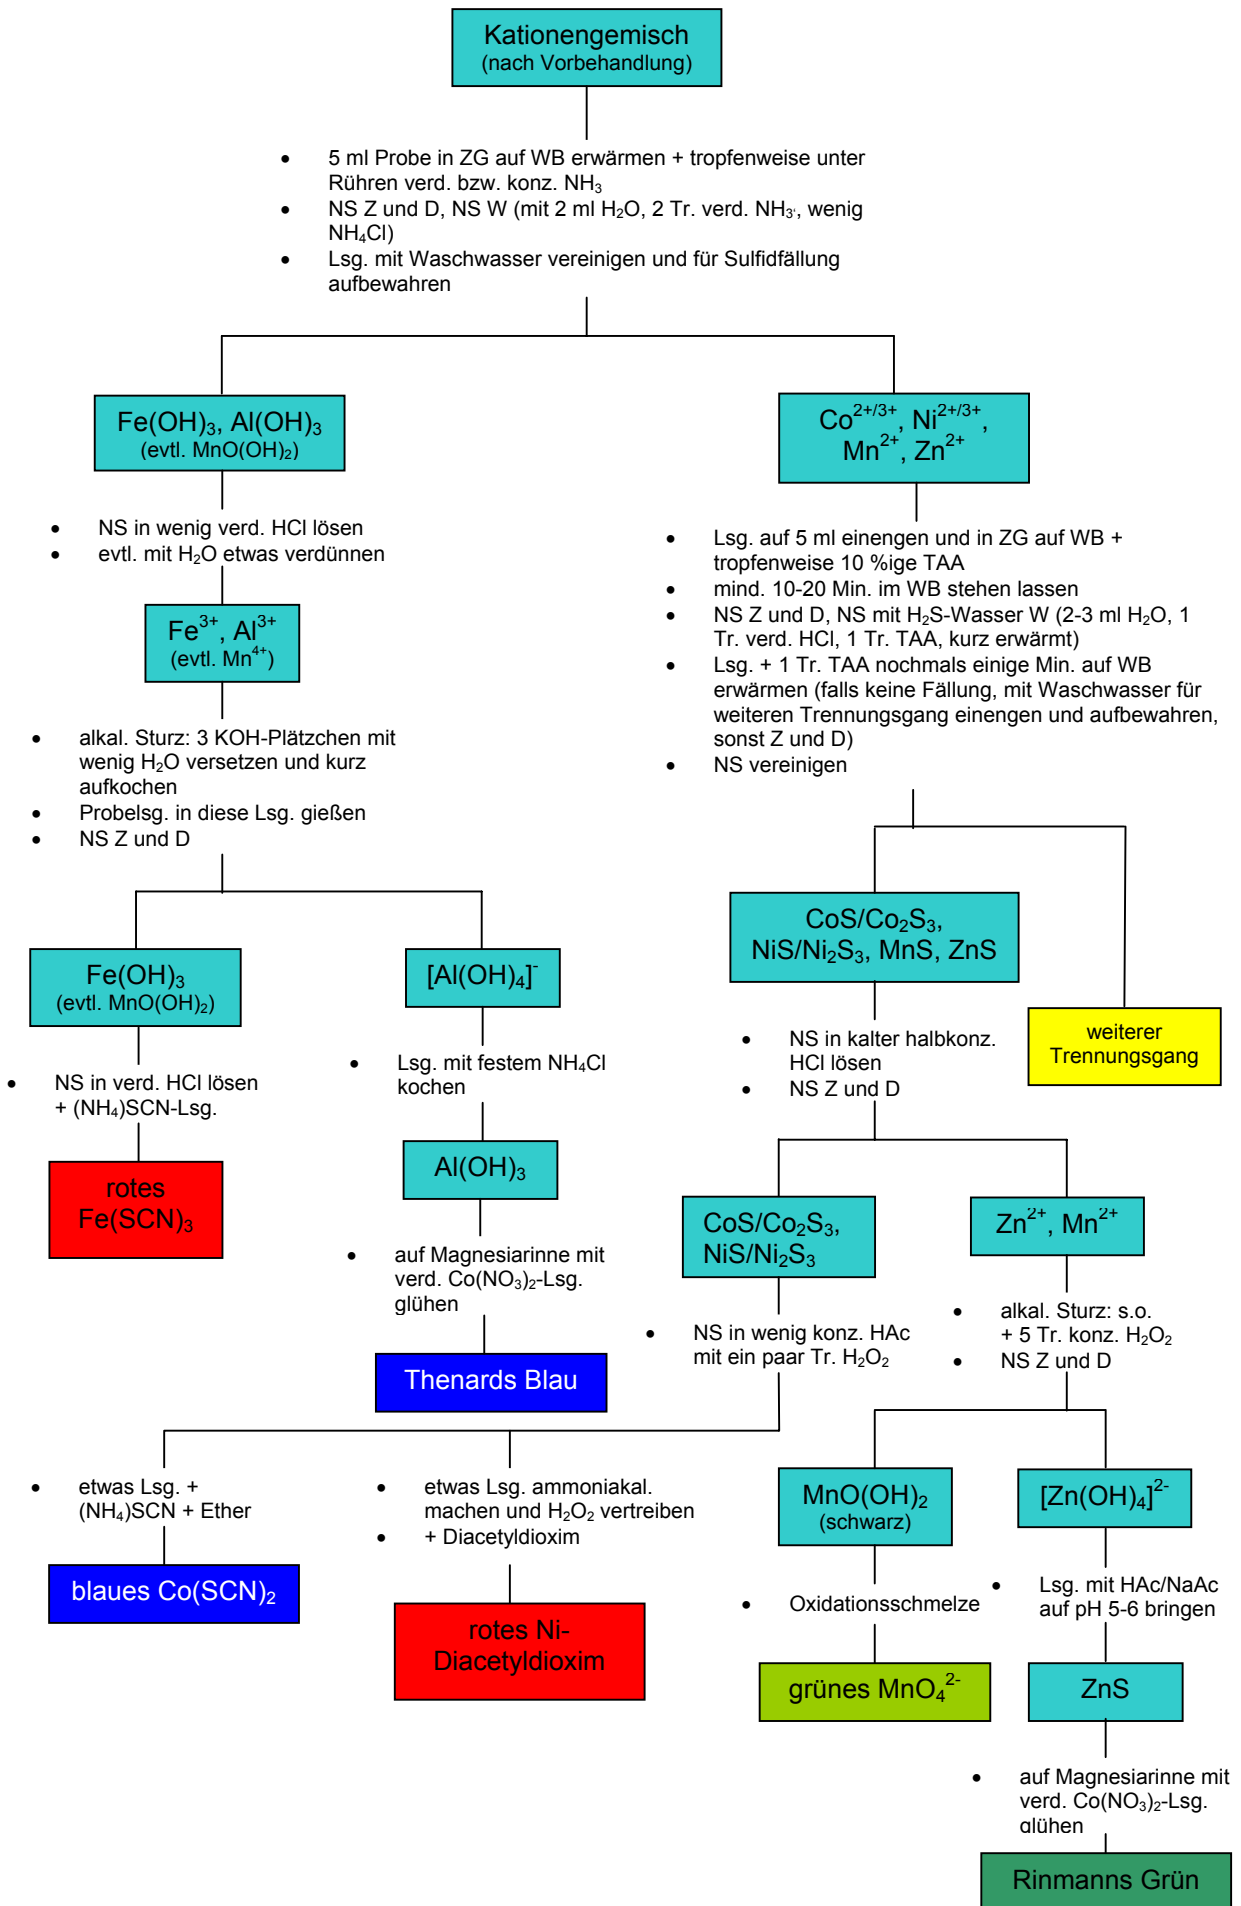 Kationengemisch
(nach Vorbehandlung)
• 5 ml Probe in ZG auf WB erwärmen + tropfenweise unter
Rühren verd. bzw. konz. NH₃
• NS Z und D, NS W (mit 2 ml H₂O, 2 Tr. verd. NH₃, wenig
NH₄Cl)
• Lsg. mit Waschwasser vereinigen und für Sulfidfällung
aufbewahren
Fe(OH)₃, Al(OH)₃
(evtl. MnO(OH)₂)
• NS in wenig verd. HCl lösen
• evtl. mit H₂O etwas verdünnen
Fe³⁺, Al³⁺
(evtl. Mn⁴⁺)
• alkal. Sturz: 3 KOH-Plätzchen mit
wenig H₂O versetzen und kurz
aufkochen
• Probelsg. in diese Lsg. gießen
• NS Z und D
Co²⁺/³⁺, Ni²⁺/³⁺,
Mn²⁺, Zn²⁺
• Lsg. auf 5 ml einengen und in ZG auf WB +
tropfenweise 10 %ige TAA
• mind. 10-20 Min. im WB stehen lassen
• NS Z und D, NS mit H₂S-Wasser W (2-3 ml H₂O, 1
Tr. verd. HCl, 1 Tr. TAA, kurz erwärmt)
• Lsg. + 1 Tr. TAA nochmals einige Min. auf WB
erwärmen (falls keine Fällung, mit Waschwasser für
weiteren Trennungsgang einengen und aufbewahren,
sonst Z und D)
• NS vereinigen
Fe(OH)₃
(evtl. MnO(OH)₂)
• NS in verd. HCl lösen
+ (NH₄)SCN-Lsg.
rotes
Fe(SCN)₃
[Al(OH)₄]⁻
• Lsg. mit festem NH₄Cl
kochen
Al(OH)₃
• auf Magnesiarinne mit
verd. Co(NO₃)₂-Lsg.
glühen
Thenards Blau
CoS/Co₂S₃,
NiS/Ni₂S₃, MnS, ZnS
• NS in kalter halbkonz.
HCl lösen
• NS Z und D
weiterer
Trennungsgang
CoS/Co₂S₃,
NiS/Ni₂S₃
• NS in wenig konz. HAc
mit ein paar Tr. H₂O₂
Zn²⁺, Mn²⁺
• alkal. Sturz: s.o.
+ 5 Tr. konz. H₂O₂
• NS Z und D
• etwas Lsg. +
(NH₄)SCN + Ether
blaues Co(SCN)₂
• etwas Lsg. ammoniakal.
machen und H₂O₂ vertreiben
• + Diacetyldioxim
rotes Ni-
Diacetyldioxim
MnO(OH)₂
(schwarz)
• Oxidationsschmelze
grünes MnO₄²⁻
[Zn(OH)₄]²⁻
• Lsg. mit HAc/NaAc
auf pH 5-6 bringen
ZnS
• auf Magnesiarinne mit
verd. Co(NO₃)₂-Lsg.
glühen
Rinmanns Grün